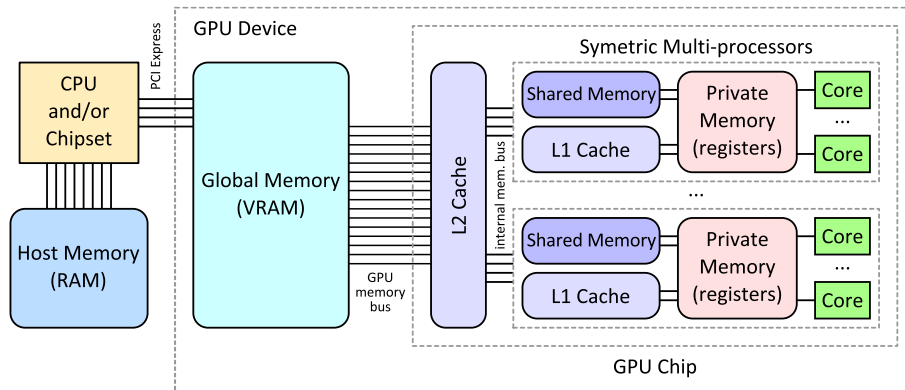 GPU Device
PCI Express
CPU
and/or
Chipset
Host Memory
(RAM)
Global Memory
(VRAM)
GPU
memory
bus
L2 Cache
internal mem. bus
Symetric Multi-processors
Shared Memory
L1 Cache
Private
Memory
(registers)
Core
...
Core
...
Shared Memory
L1 Cache
Private
Memory
(registers)
Core
...
Core
GPU Chip